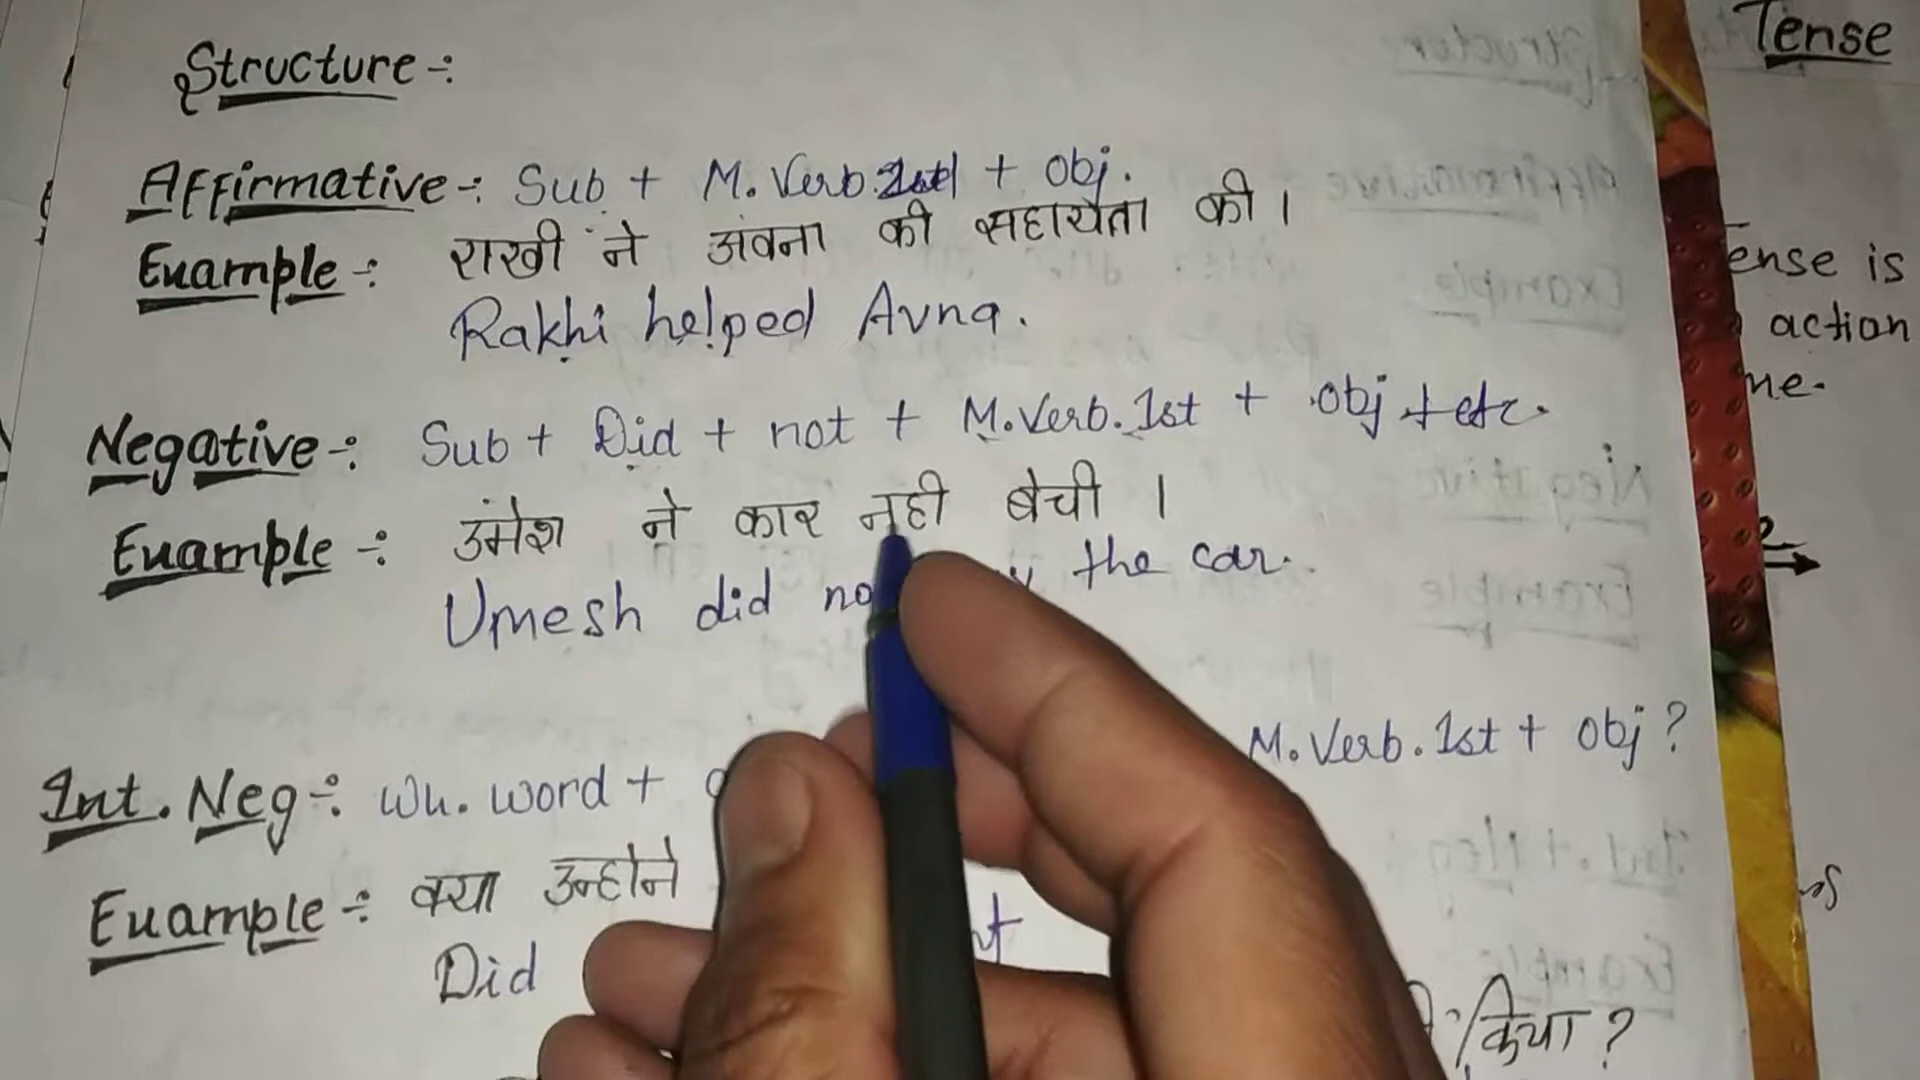 Structure -:
Affirmative -: Sub + M. Verb. + Obj.
Example -: राखी ने अवना की सहायता की ।
Rakhi helped Avna.
Negative -: Sub + Did + not + M. Verb. 1st + obj + etc.
Example -: उमेश ने कार नही बेची ।
Umesh did the car.
Int. Neg -: Wh. word + M. Verb. 1st + obj ?
Example -: क्या उन्होने
Did
किया ?
Tense
ense is
action
me.